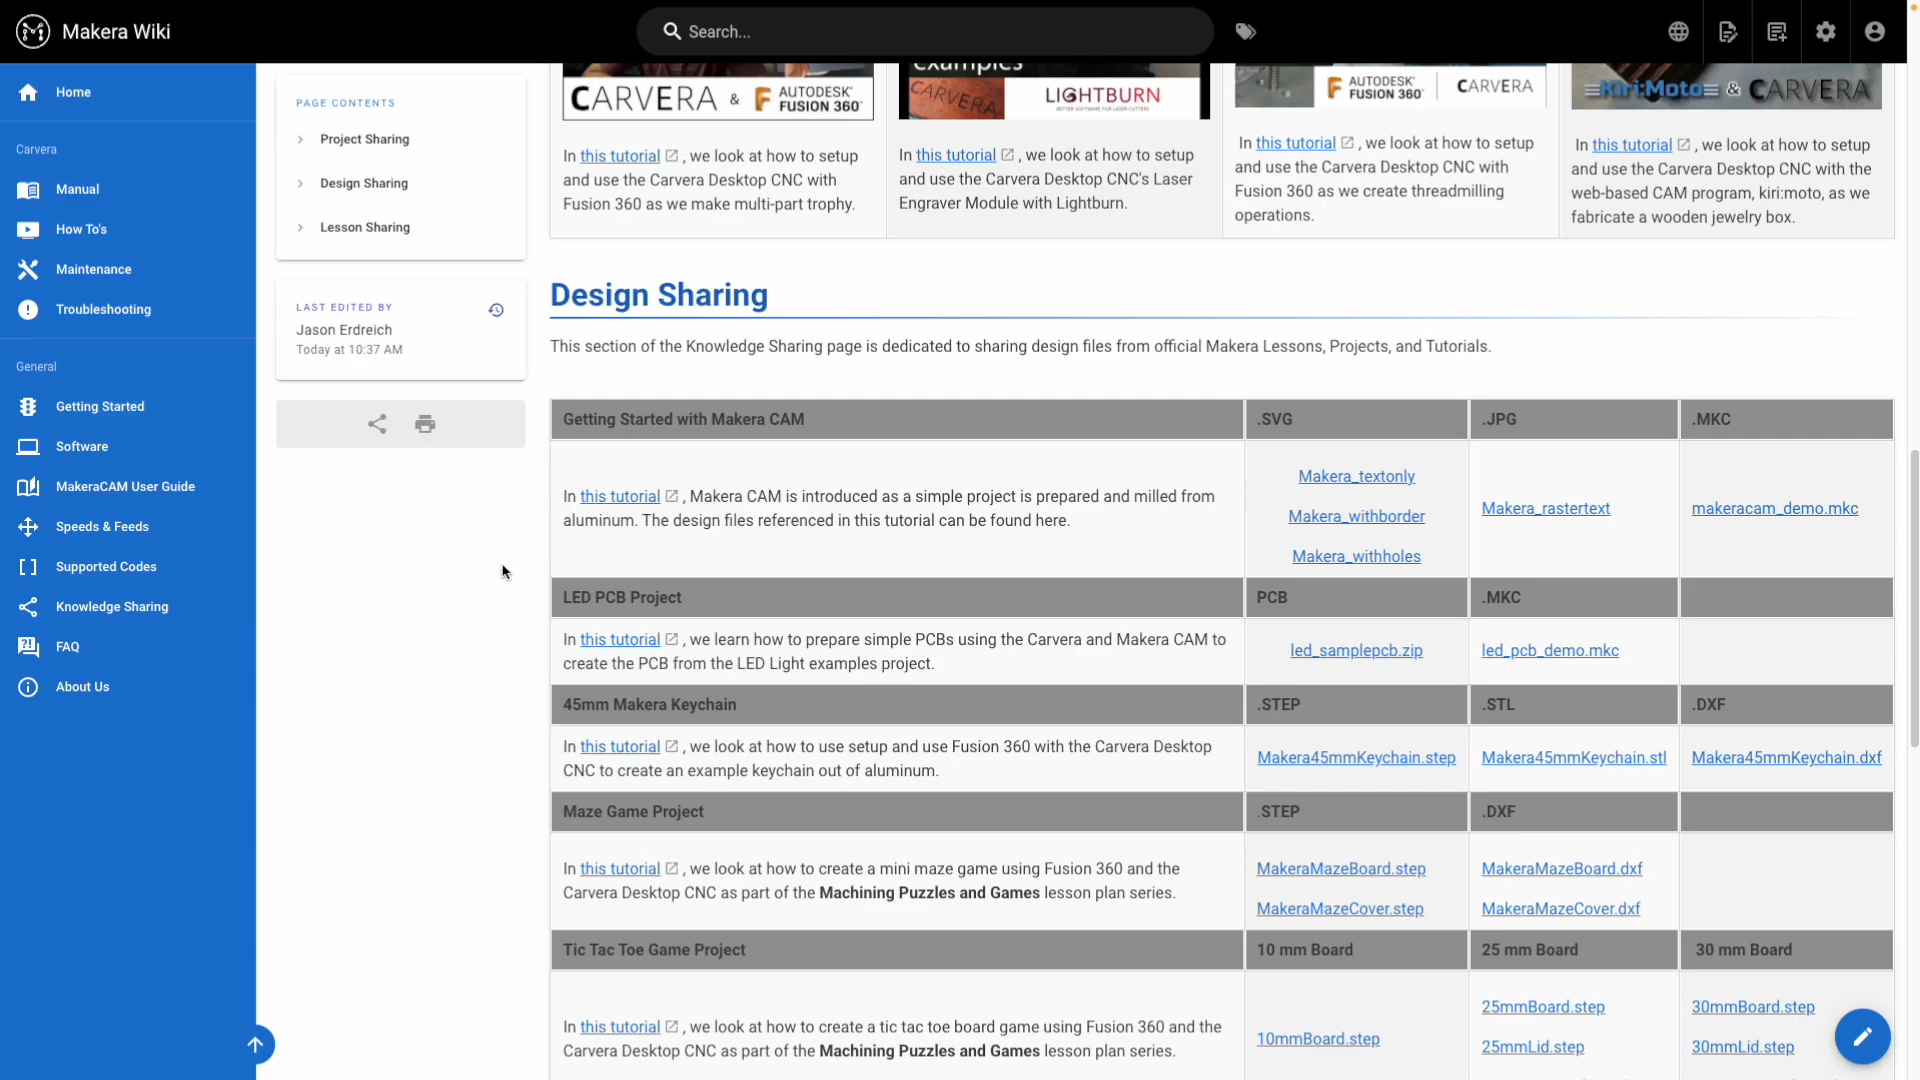 Makera Wiki
Search...
Home
Carvera
Manual
How To's
Maintenance
Troubleshooting
General
Getting Started
Software
MakeraCAM User Guide
Speeds & Feeds
Supported Codes
Knowledge Sharing
FAQ
About Us
PAGE CONTENTS
Project Sharing
Design Sharing
Lesson Sharing
LAST EDITED BY
Jason Erdreich
Today at 10:37 AM
CARVERA & AUTODESK FUSION 360
In this tutorial , we look at how to setup
and use the Carvera Desktop CNC with
Fusion 360 as we make multi-part trophy.
examples
CARVERA LIGHTBURN
In this tutorial , we look at how to setup
and use the Carvera Desktop CNC's Laser
Engraver Module with Lightburn.
AUTODESK FUSION 360 CARVERA
In this tutorial , we look at how to setup
and use the Carvera Desktop CNC with
Fusion 360 as we create threadmilling
operations.
Kiri:Moto & CARVERA
In this tutorial , we look at how to setup
and use the Carvera Desktop CNC with the
web-based CAM program, kiri:moto, as we
fabricate a wooden jewelry box.
Design Sharing
This section of the Knowledge Sharing page is dedicated to sharing design files from official Makera Lessons, Projects, and Tutorials.
Getting Started with Makera CAM .SVG .JPG .MKC
In this tutorial , Makera CAM is introduced as a simple project is prepared and milled from
aluminum. The design files referenced in this tutorial can be found here.
Makera_textonly
Makera_withborder
Makera_withholes
Makera_rastertext
makeracam_demo.mkc
LED PCB Project PCB .MKC
In this tutorial , we learn how to prepare simple PCBs using the Carvera and Makera CAM to
create the PCB from the LED Light examples project.
led_samplepcb.zip
led_pcb_demo.mkc
45mm Makera Keychain .STEP .STL .DXF
In this tutorial , we look at how to use setup and use Fusion 360 with the Carvera Desktop
CNC to create an example keychain out of aluminum.
Makera45mmKeychain.step
Makera45mmKeychain.stl
Makera45mmKeychain.dxf
Maze Game Project .STEP .DXF
In this tutorial , we look at how to create a mini maze game using Fusion 360 and the
Carvera Desktop CNC as part of the Machining Puzzles and Games lesson plan series.
MakeraMazeBoard.step
MakeraMazeCover.step
MakeraMazeBoard.dxf
MakeraMazeCover.dxf
Tic Tac Toe Game Project 10 mm Board 25 mm Board 30 mm Board
In this tutorial , we look at how to create a tic tac toe board game using Fusion 360 and the
Carvera Desktop CNC as part of the Machining Puzzles and Games lesson plan series.
10mmBoard.step
25mmBoard.step
25mmLid.step
30mmBoard.step
30mmLid.step